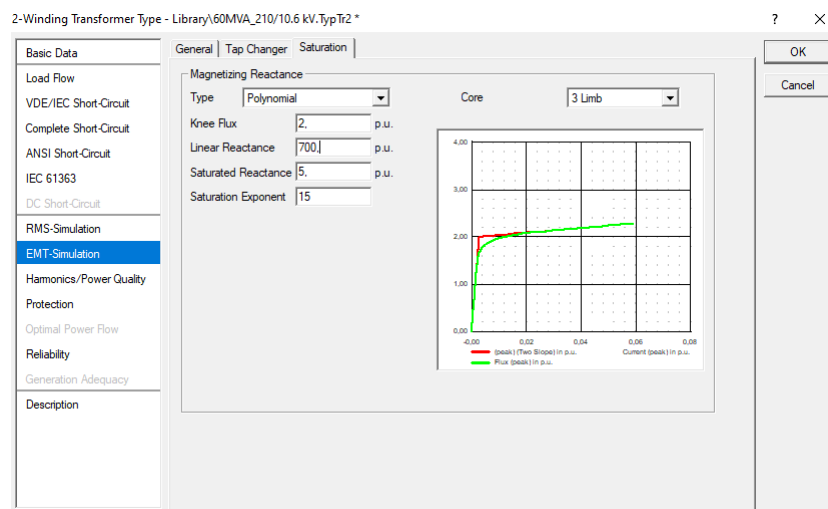 2-Winding Transformer Type - Library\60MVA_210/10.6 kV.TypTr2 *
?
Basic Data
Load Flow
VDE/IEC Short-Circuit
Complete Short-Circuit
ANSI Short-Circuit
IEC 61363
DC Short-Circuit
RMS-Simulation
EMT-Simulation
Harmonics/Power Quality
Protection
Optimal Power Flow
Reliability
Generation Adequacy
Description
General
Tap Changer
Saturation
Magnetizing Reactance
Type Polynomial
Core 3 Limb
Knee Flux 2, p.u.
Linear Reactance 700, p.u.
Saturated Reactance 5, p.u.
Saturation Exponent 15
4,00
3,00
2,00
1,00
0,00
-0,00 0,02 0,04 0,06 0,08
(peak) (Two Slope) in p.u.
Current (peak) in p.u.
Flux (peak) in p.u.
OK
Cancel